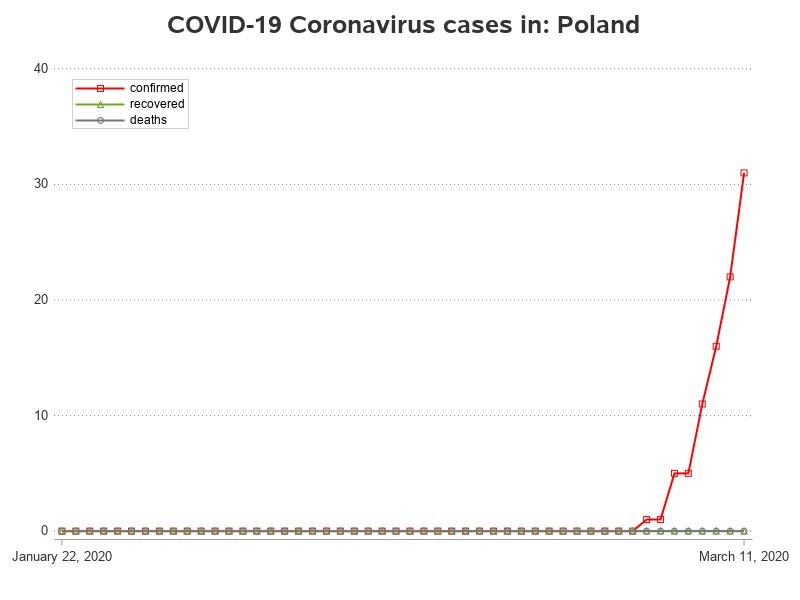 COVID-19 Coronavirus cases in: Poland
40
confirmed
recovered
deaths
30
20
10
0
January 22, 2020
March 11, 2020